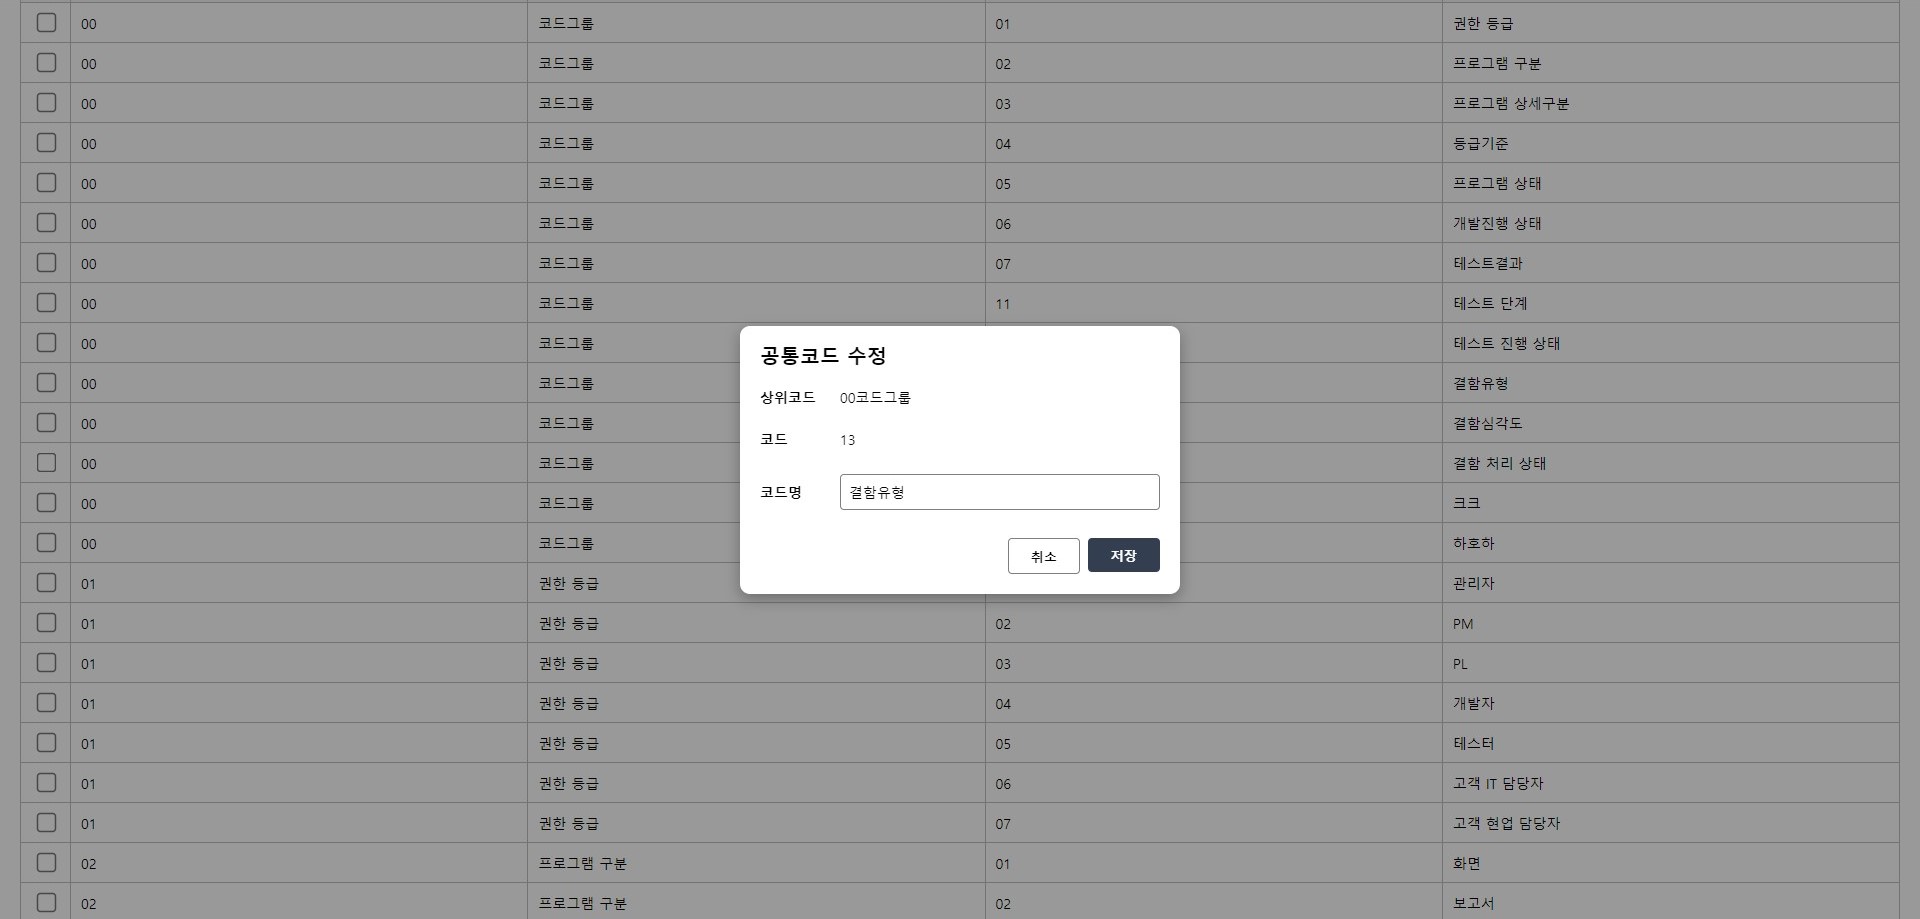 00 코드그룹 01 권한 등급
00 코드그룹 02 프로그램 구분
00 코드그룹 03 프로그램 상세구분
00 코드그룹 04 등급기준
00 코드그룹 05 프로그램 상태
00 코드그룹 06 개발진행 상태
00 코드그룹 07 테스트결과
00 코드그룹 11 테스트 단계
00 코드그룹 테스트 진행 상태
00 코드그룹 결함유형
00 코드그룹 결함심각도
00 코드그룹 결함 처리 상태
00 코드그룹 크크
00 코드그룹 하호하
01 권한 등급 관리자
01 권한 등급 02 PM
01 권한 등급 03 PL
01 권한 등급 04 개발자
01 권한 등급 05 테스터
01 권한 등급 06 고객 IT 담당자
01 권한 등급 07 고객 현업 담당자
02 프로그램 구분 01 화면
02 프로그램 구분 02 보고서
공통코드 수정
상위코드 00코드그룹
코드 13
코드명 결함유형
취소 저장